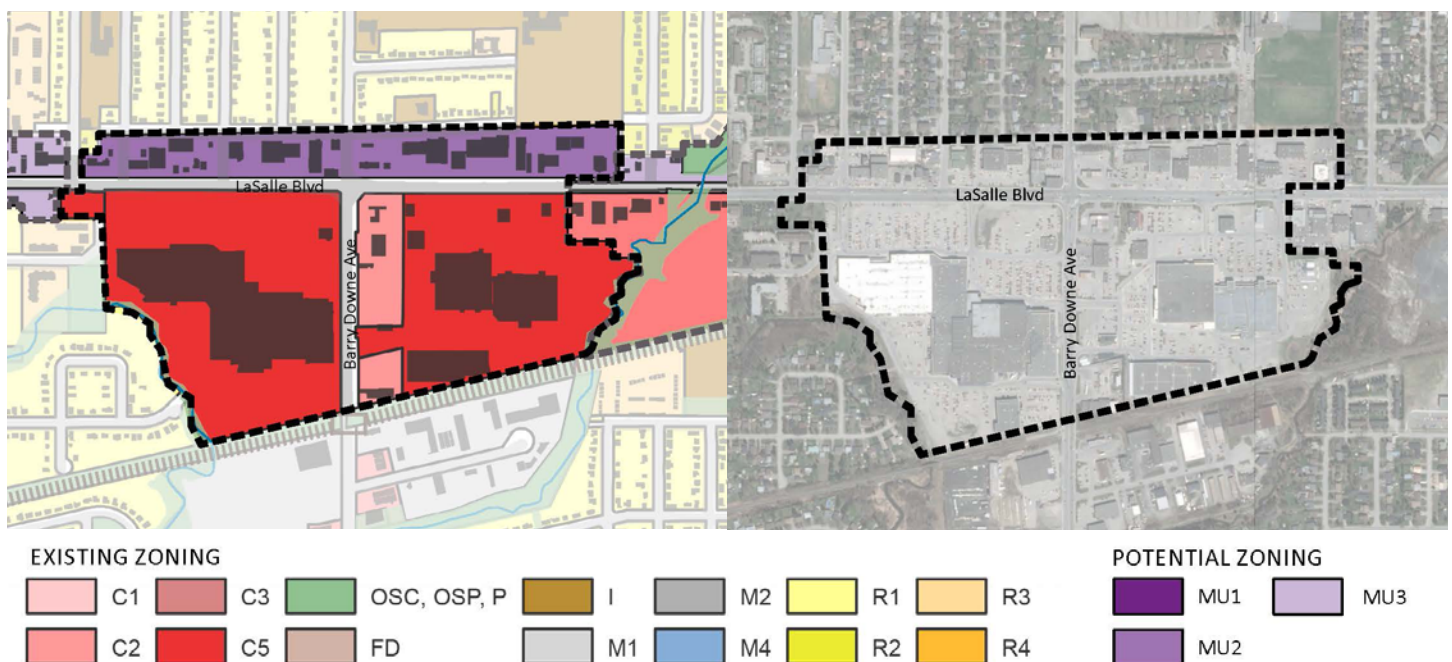 LaSalle Blvd
Barry Downe Ave
LaSalle Blvd
Barry Downe Ave
EXISTING ZONING
C1 C3 OSC, OSP, P I M2 R1 R3
C2 C5 FD M1 M4 R2 R4
POTENTIAL ZONING
MU1 MU3
MU2